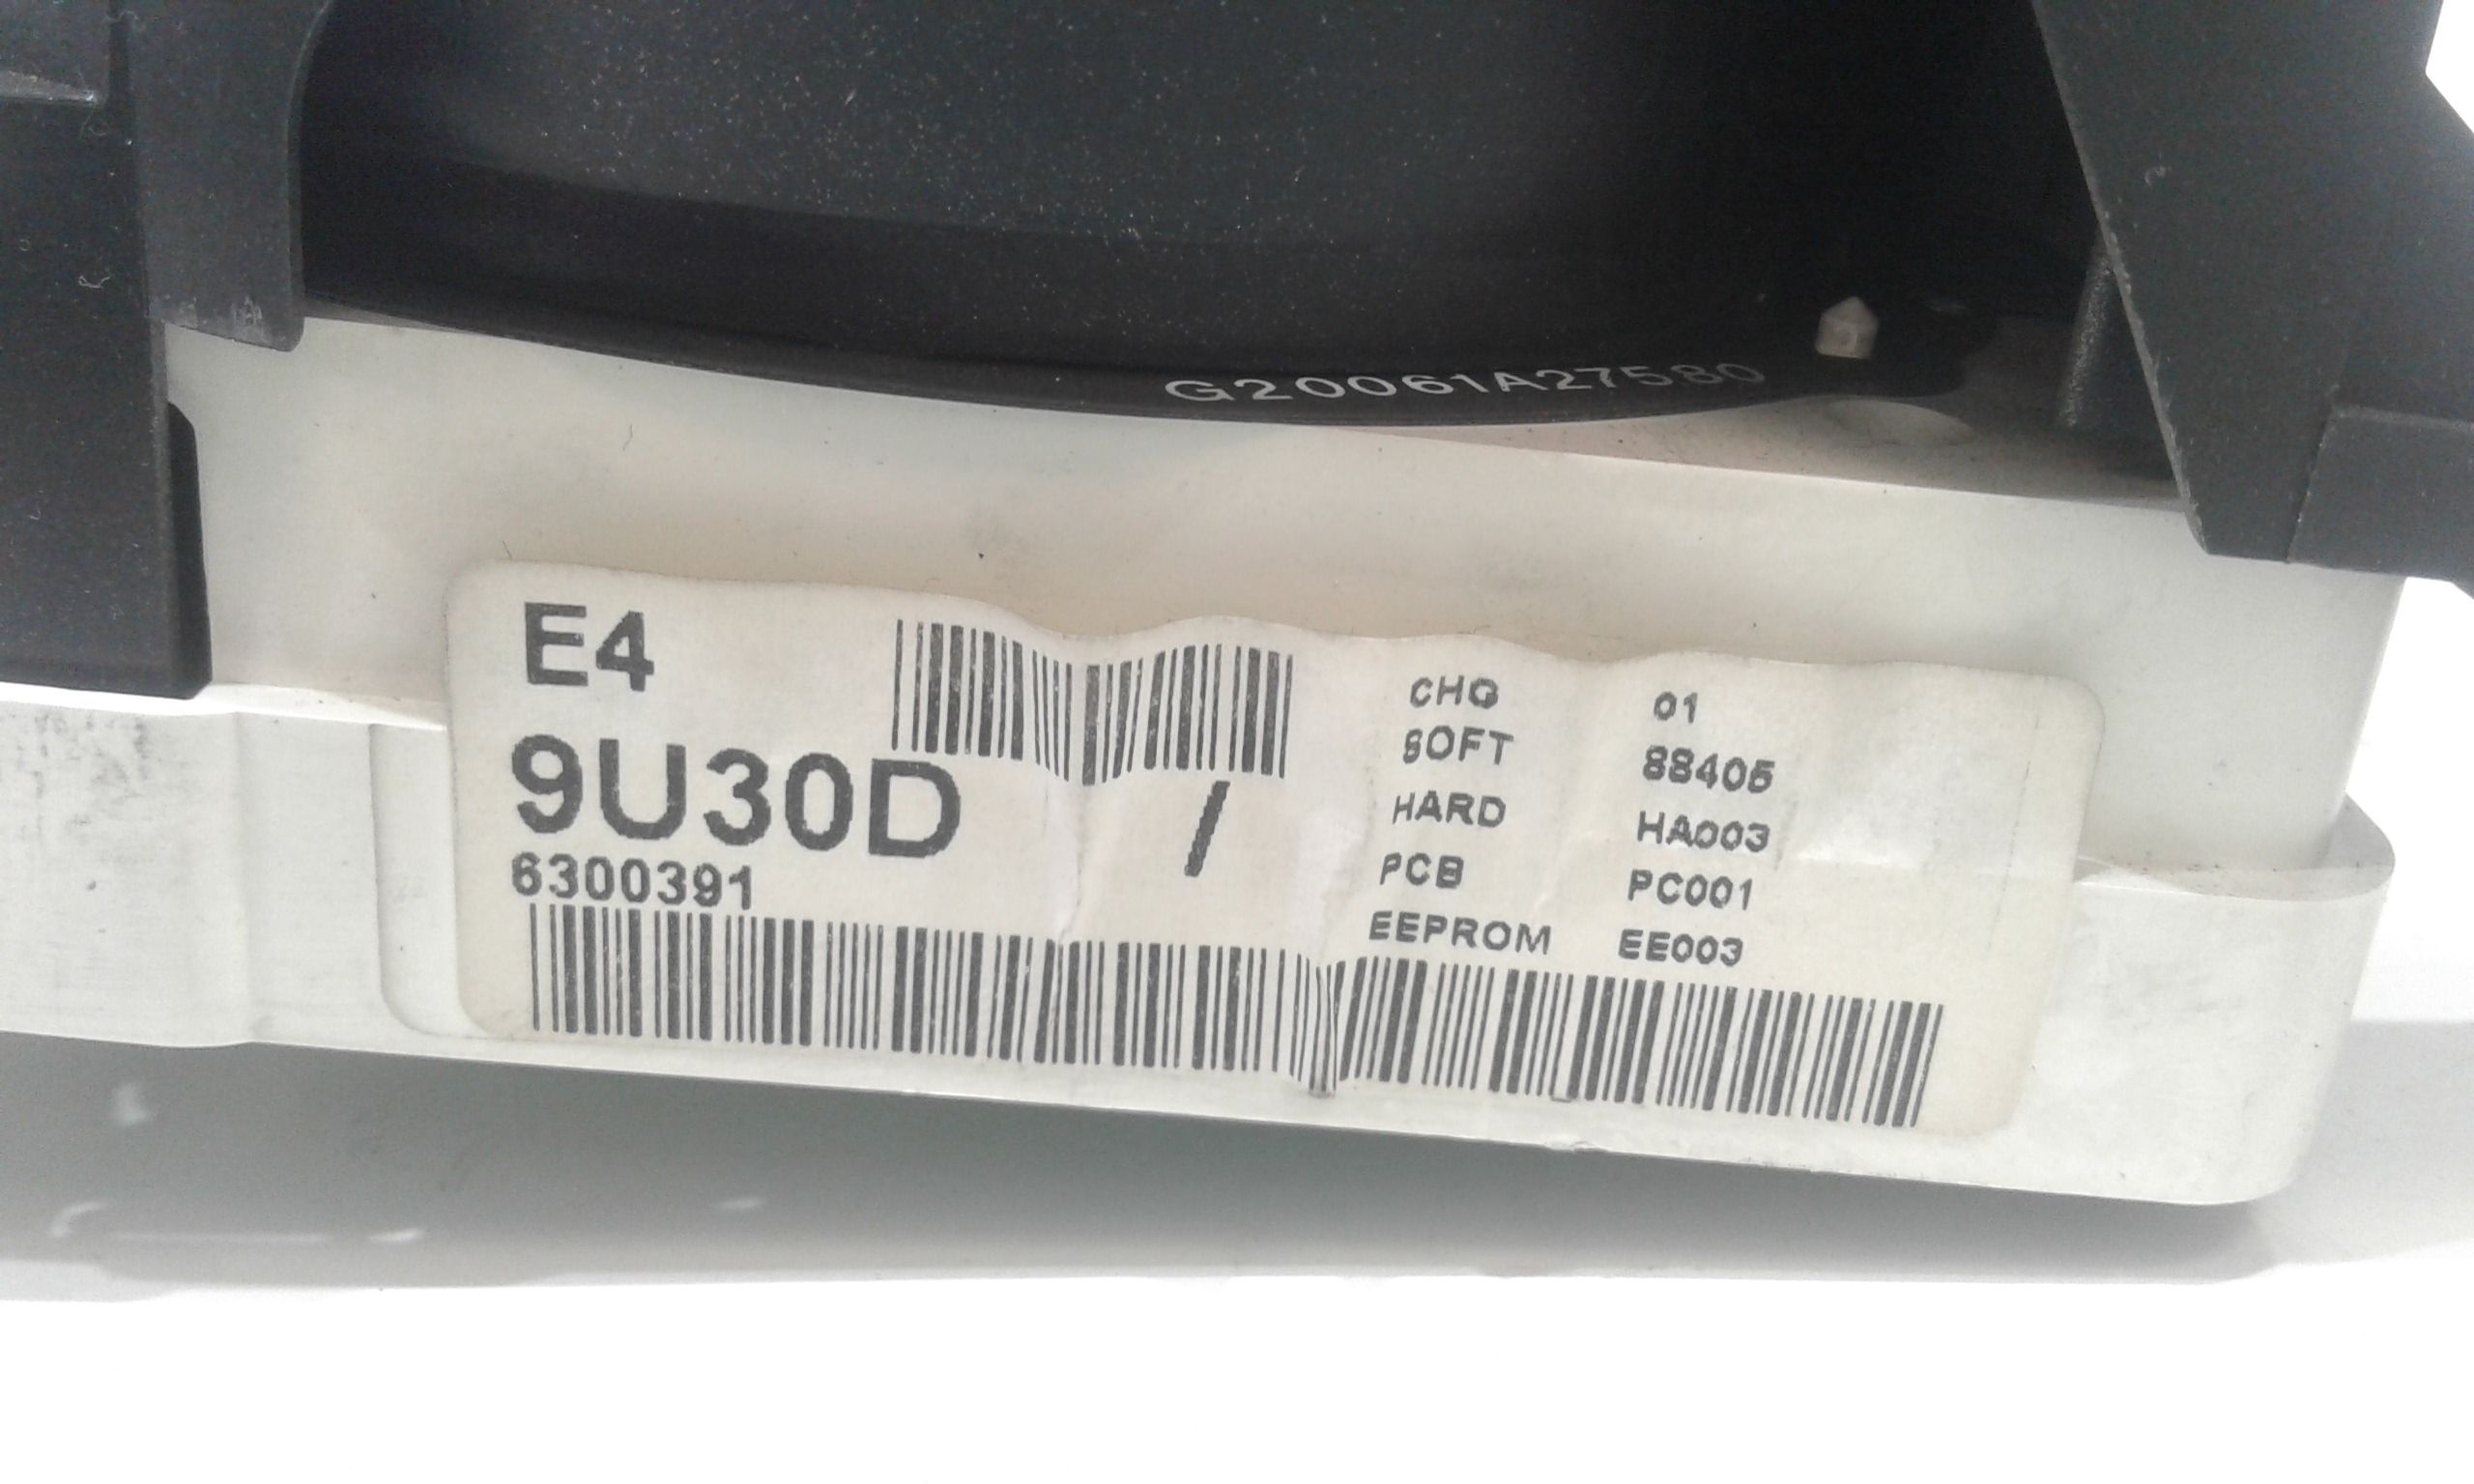 G20061A27580
E4
9U30D /
6300391
CHG 01
SOFT 88405
HARD HA003
PCB PC001
EEPROM EE003